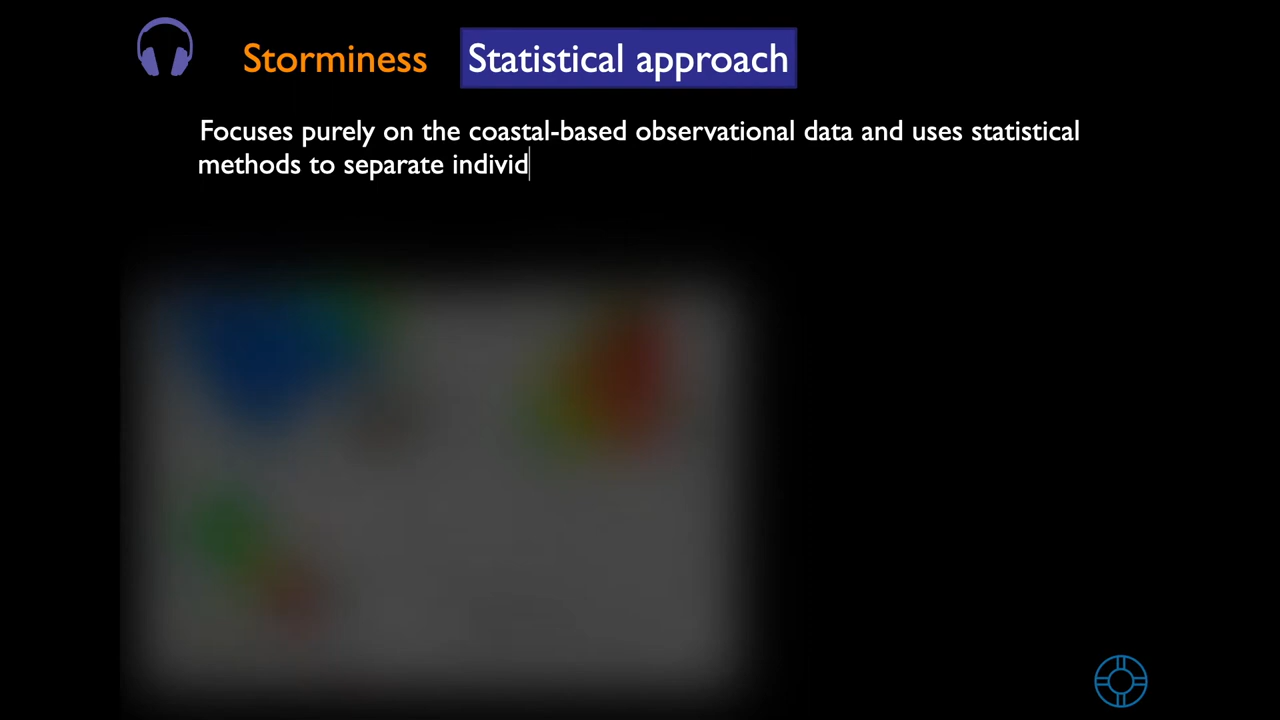 Storminess Statistical approach
Focuses purely on the coastal-based observational data and uses statistical
methods to separate individ